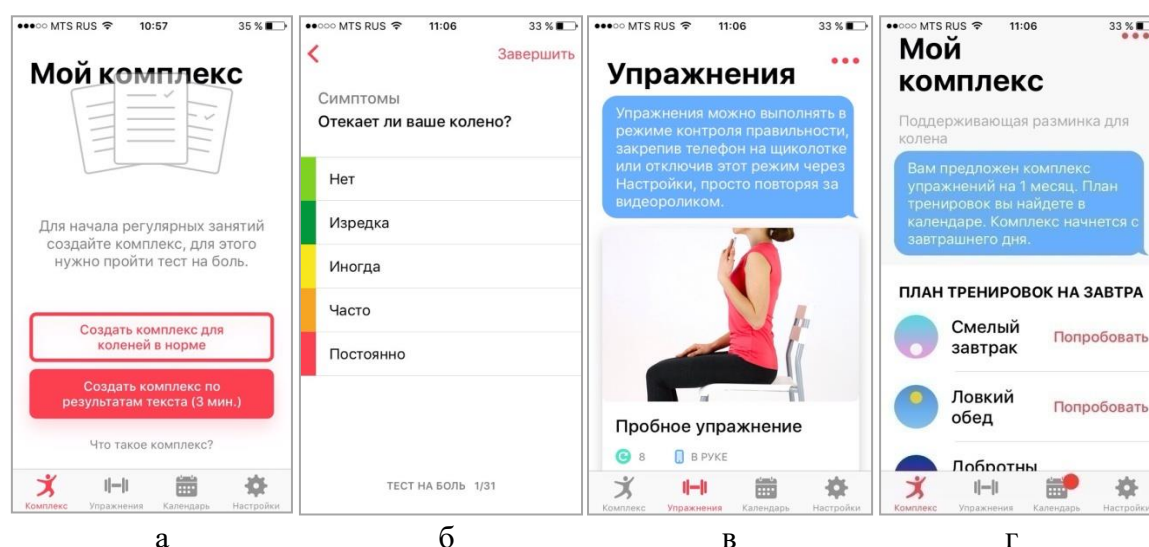 MTS RUS 10:57 35 %
Мой комплекс
Для начала регулярных занятий
создайте комплекс, для этого
нужно пройти тест на боль.
Создать комплекс для
коленей в норме
Создать комплекс по
результатам текста (3 мин.)
Что такое комплекс?
Комплекс Упражнения Календарь Настройки
а
MTS RUS 11:06 33 %
Завершить
Симптомы
Отекает ли ваше колено?
Нет
Изредка
Иногда
Часто
Постоянно
ТЕСТ НА БОЛЬ 1/31
б
MTS RUS 11:06 33 %
Упражнения
Упражнения можно выполнять в
режиме контроля правильности,
закрепив телефон на щиколотке
или отключив этот режим через
Настройки, просто повторяя за
видеороликом.
Пробное упражнение
8 В РУКЕ
Комплекс Упражнения Календарь Настройки
в
MTS RUS 11:06 33 %
Мой
комплекс
Поддерживающая разминка для
колена
Вам предложен комплекс
упражнений на 1 месяц. План
тренировок вы найдете в
календаре. Комплекс начнется с
завтрашнего дня.
ПЛАН ТРЕНИРОВОК НА ЗАВТРА
Смелый
завтрак
Попробовать
Ловкий
обед
Попробовать
Добротны
Комплекс Упражнения Календарь Настройки
г